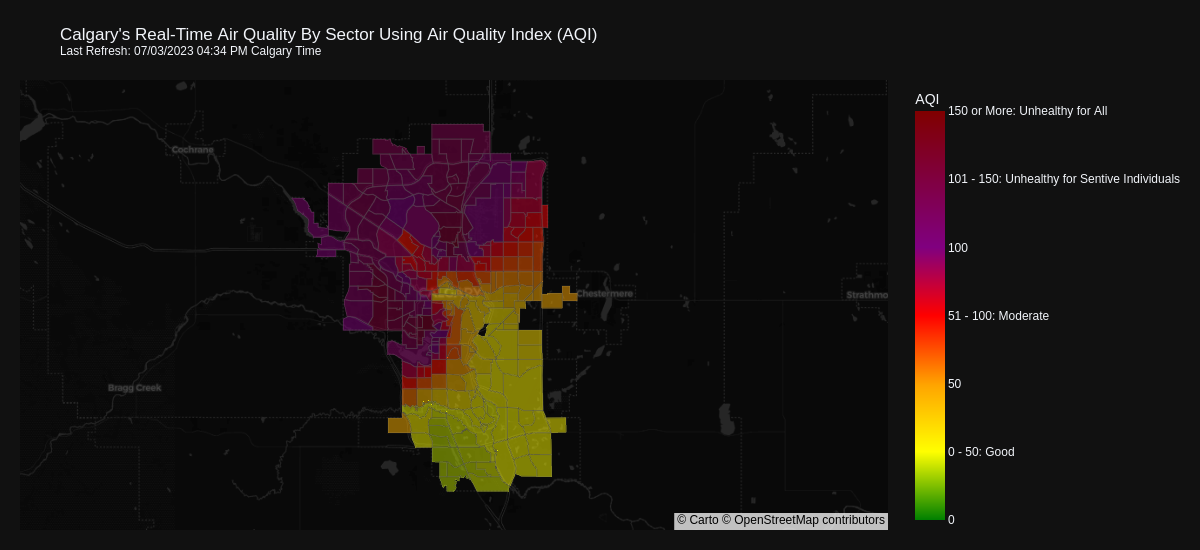 Calgary's Real-Time Air Quality By Sector Using Air Quality Index (AQI)
Last Refresh: 07/03/2023 04:34 PM Calgary Time
AQI
150 or More: Unhealthy for All
Cochrane
101 - 150: Unhealthy for Sentive Individuals
100
CALGARY
Chestermere
Strathmo
51 - 100: Moderate
50
Bragg Creek
0 - 50: Good
0
© Carto © OpenStreetMap contributors